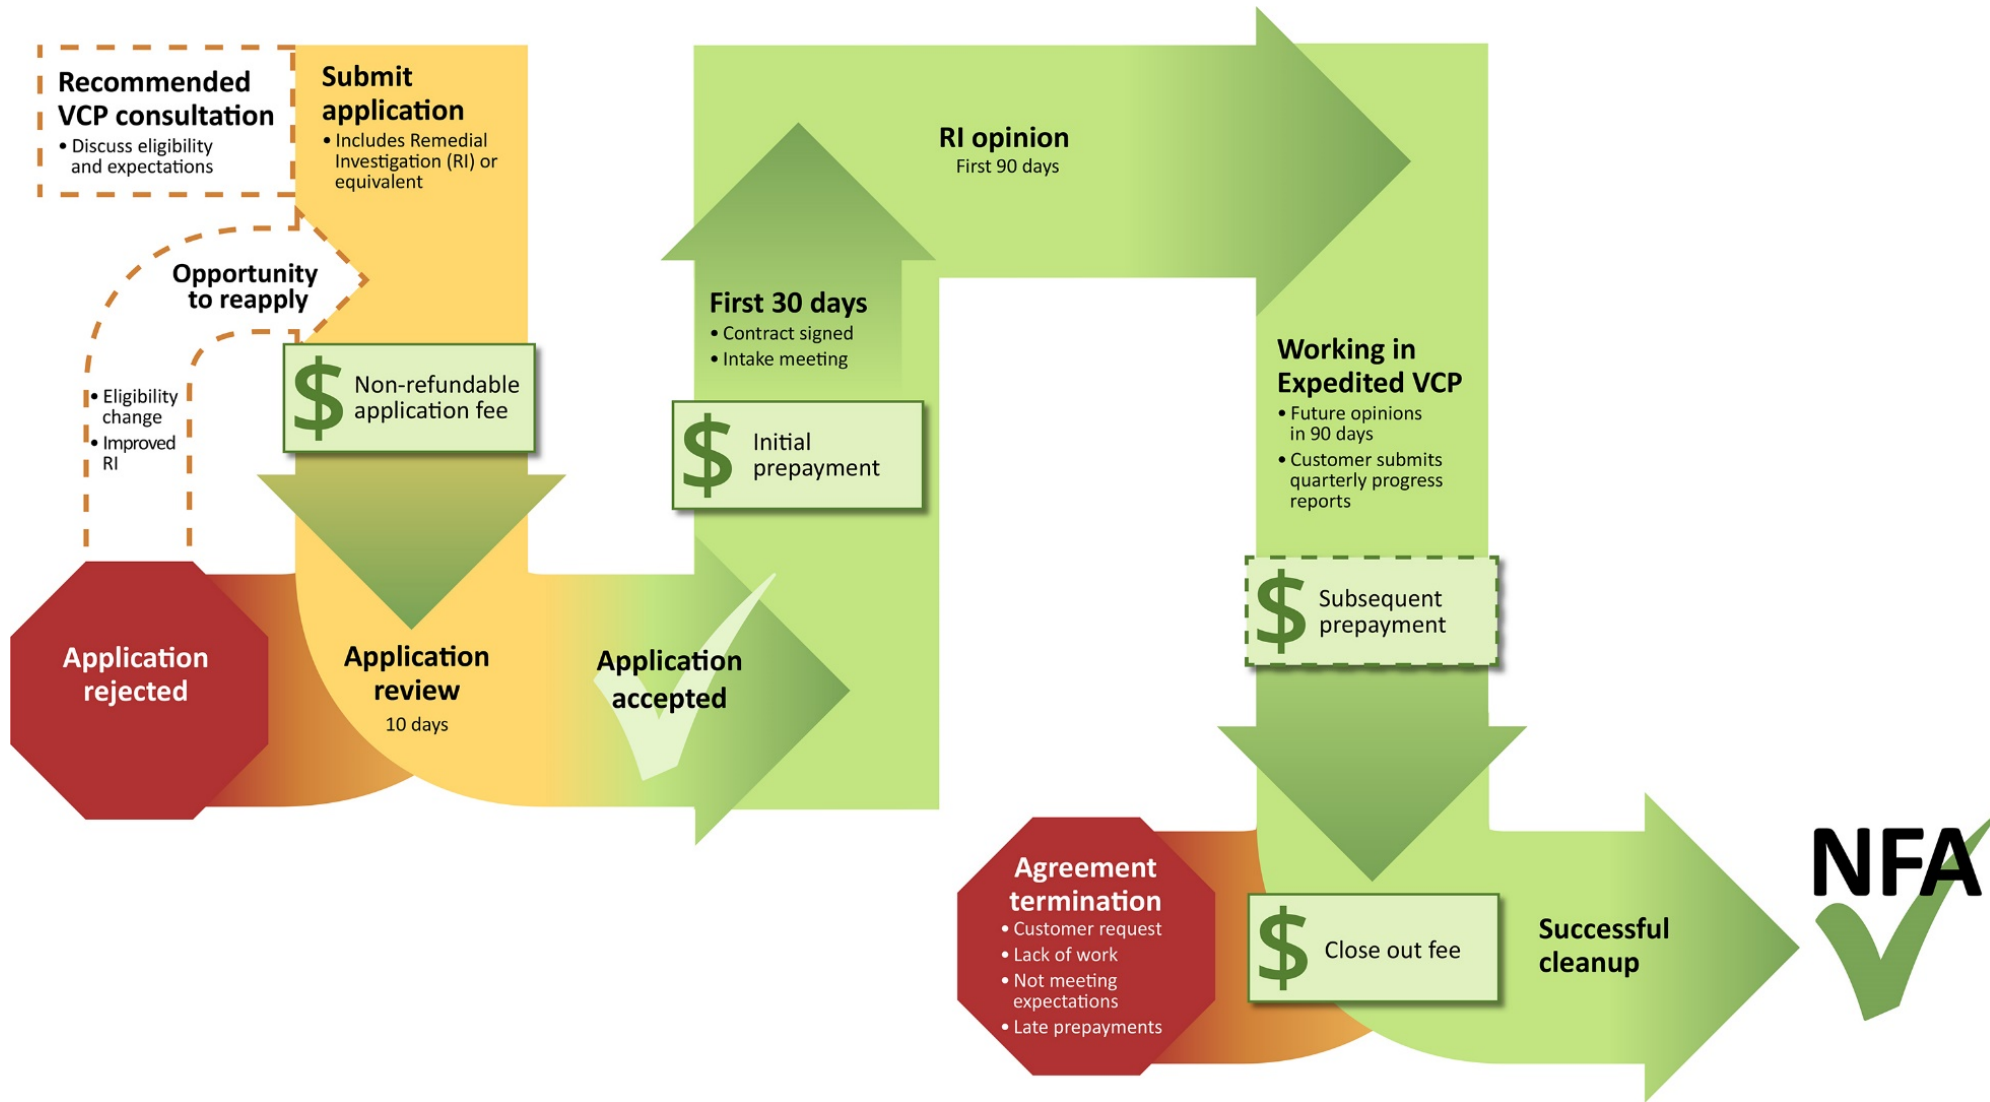 Recommended
VCP consultation
• Discuss eligibility
and expectations
Submit
application
• Includes Remedial
Investigation (RI) or
equivalent
Opportunity
to reapply
• Eligibility
change
• Improved
RI
$ Non-refundable
application fee
Application
rejected
Application
review
10 days
Application
accepted
$ Initial
prepayment
First 30 days
• Contract signed
• Intake meeting
RI opinion
First 90 days
Working in
Expedited VCP
• Future opinions
in 90 days
• Customer submits
quarterly progress
reports
$ Subsequent
prepayment
Agreement
termination
• Customer request
• Lack of work
• Not meeting
expectations
• Late prepayments
$ Close out fee
Successful
cleanup
NFA